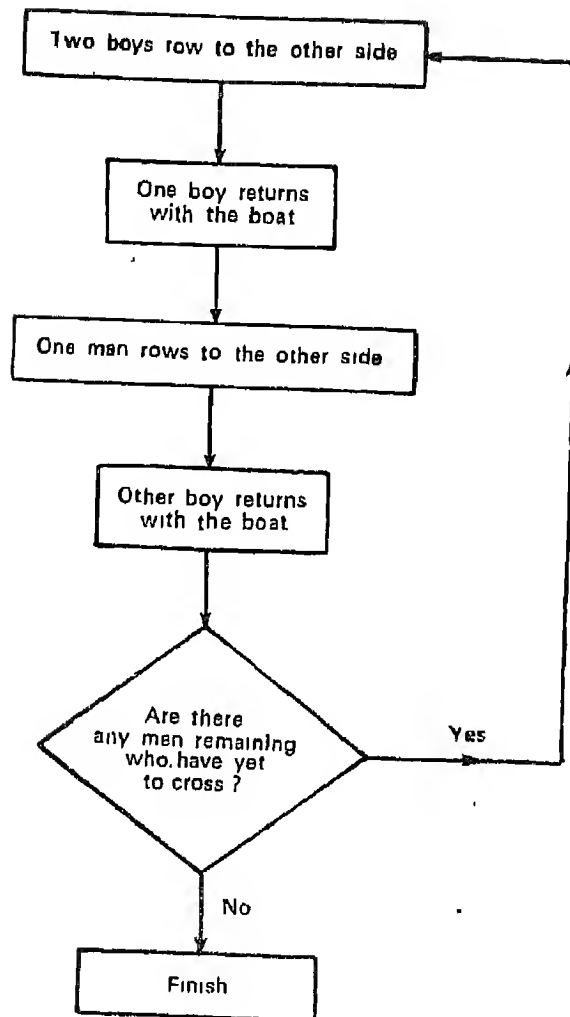 Two boys row to the other side
One boy returns
with the boat
One man rows to the other side
Other boy returns
with the boat
Are there
any men remaining
who have yet
to cross?
Yes
No
Finish